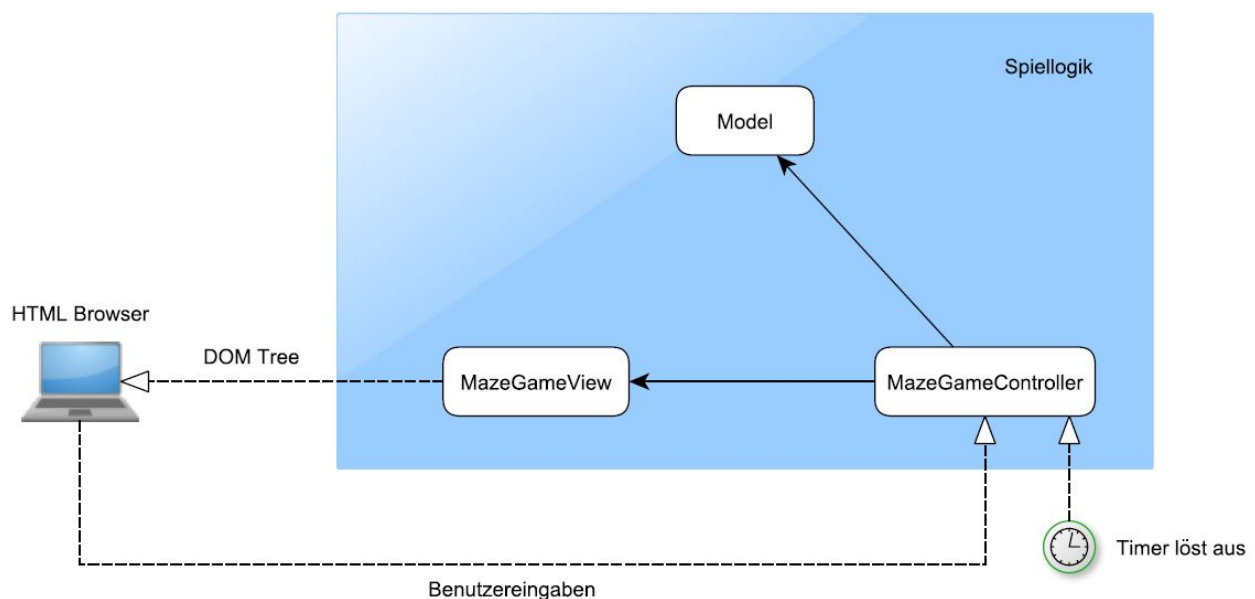 Spiellogik
Model
HTML Browser
DOM Tree
MazeGameView
MazeGameController
Timer löst aus
Benutzereingaben